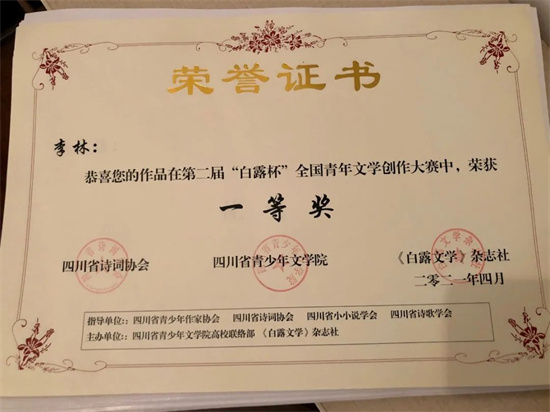 荣誉证书
李林：
恭喜您的作品在第二届“白露杯”全国青年文学创作大赛中，荣获
一等奖
四川省诗词协会 四川省青少年文学院 《白露文学》杂志社
二〇二一年四月
指导单位：：四川省青少年作家协会 四川省诗词协会 四川省小小说学会 四川省诗歌学会
主办单位：：四川省青少年文学院高校联络部 《白露文学》杂志社